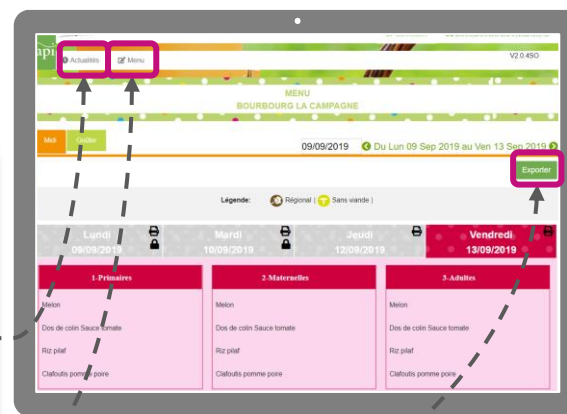 api
Actualités Menu
V2.0.4SO
MENU
BOURBOURG LA CAMPAGNE
Midi Goûter
09/09/2019 Du Lun 09 Sep 2019 au Ven 13 Sep 2019
Exporter
Légende: Régional | Sans viande |
Lundi Mardi Jeudi Vendredi
09/09/2019 10/09/2019 12/09/2019 13/09/2019
1-Primaires 2-Maternelles 3-Adultes
Melon Melon Melon
Dos de colin Sauce tomate Dos de colin Sauce tomate Dos de colin Sauce tomate
Riz pilaf Riz pilaf Riz pilaf
Clafoutis pomme poire Clafoutis pomme poire Clafoutis pomme poire